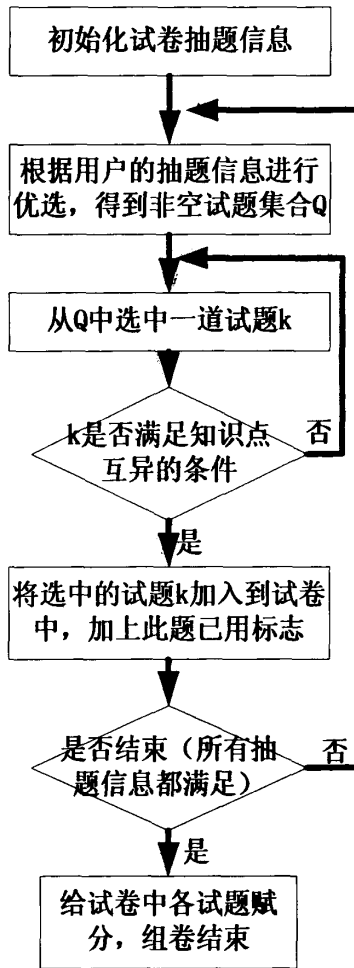 初始化试卷抽题信息
根据用户的抽题信息进行
优选，得到非空试题集合Q
从Q中选中一道试题k
k是否满足知识点
互异的条件
否
是
将选中的试题k加入到试卷
中，加上此题已用标志
是否结束（所有抽
题信息都满足）
否
是
给试卷中各试题赋
分，组卷结束